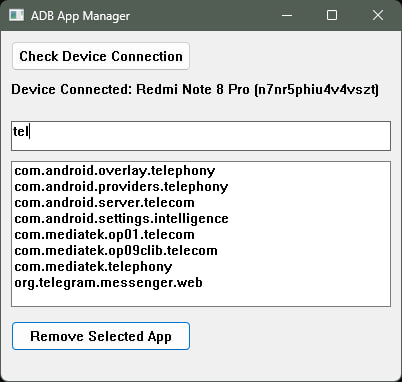 ADB App Manager
Check Device Connection
Device Connected: Redmi Note 8 Pro (n7nr5phiu4v4vszt)
tel
com.android.overlay.telephony
com.android.providers.telephony
com.android.server.telecom
com.android.settings.intelligence
com.mediatek.op01.telecom
com.mediatek.op09clib.telecom
com.mediatek.telephony
org.telegram.messenger.web
Remove Selected App